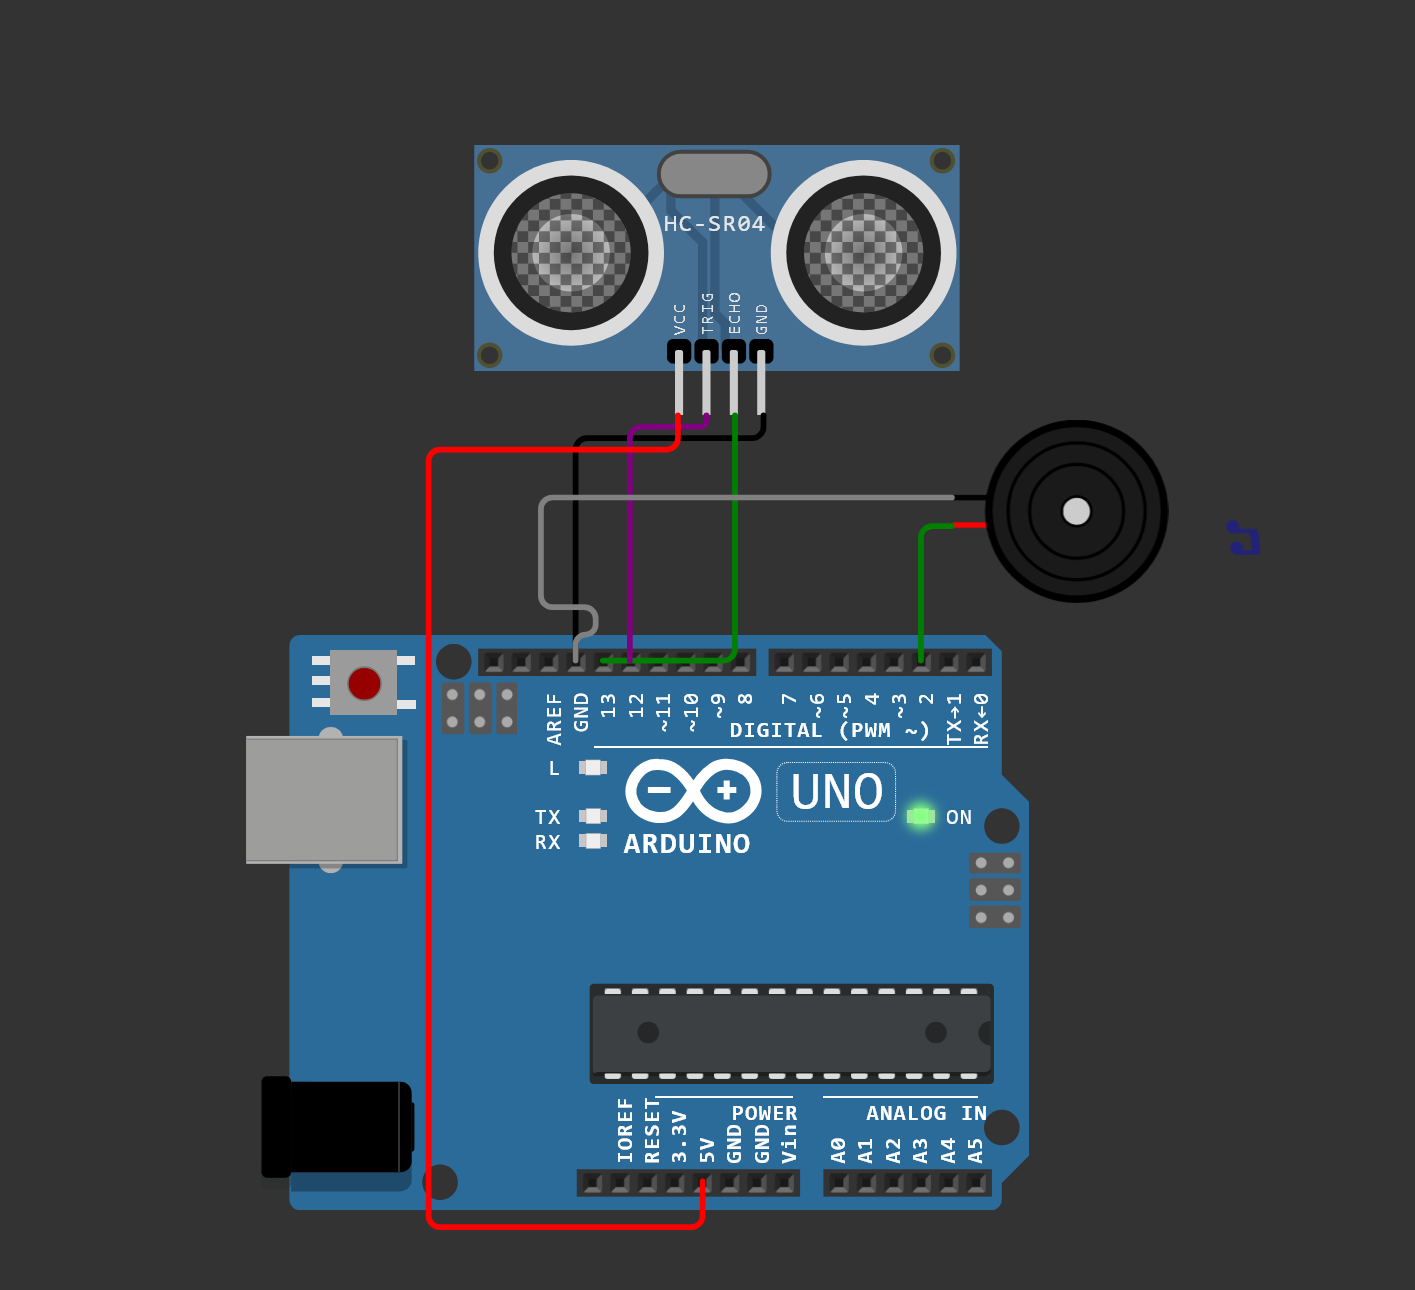 HC-SR04
VCC
TRIG
ECHO
GND
AREF
GND
13
12
~11
~10
~9
8
7
~6
~5
4
~3
2
TX→1
RX←0
DIGITAL (PWM ~)
L
TX
RX
UNO
ON
ARDUINO
IOREF
RESET
3.3V
5V
GND
GND
Vin
POWER
ANALOG IN
A0
A1
A2
A3
A4
A5